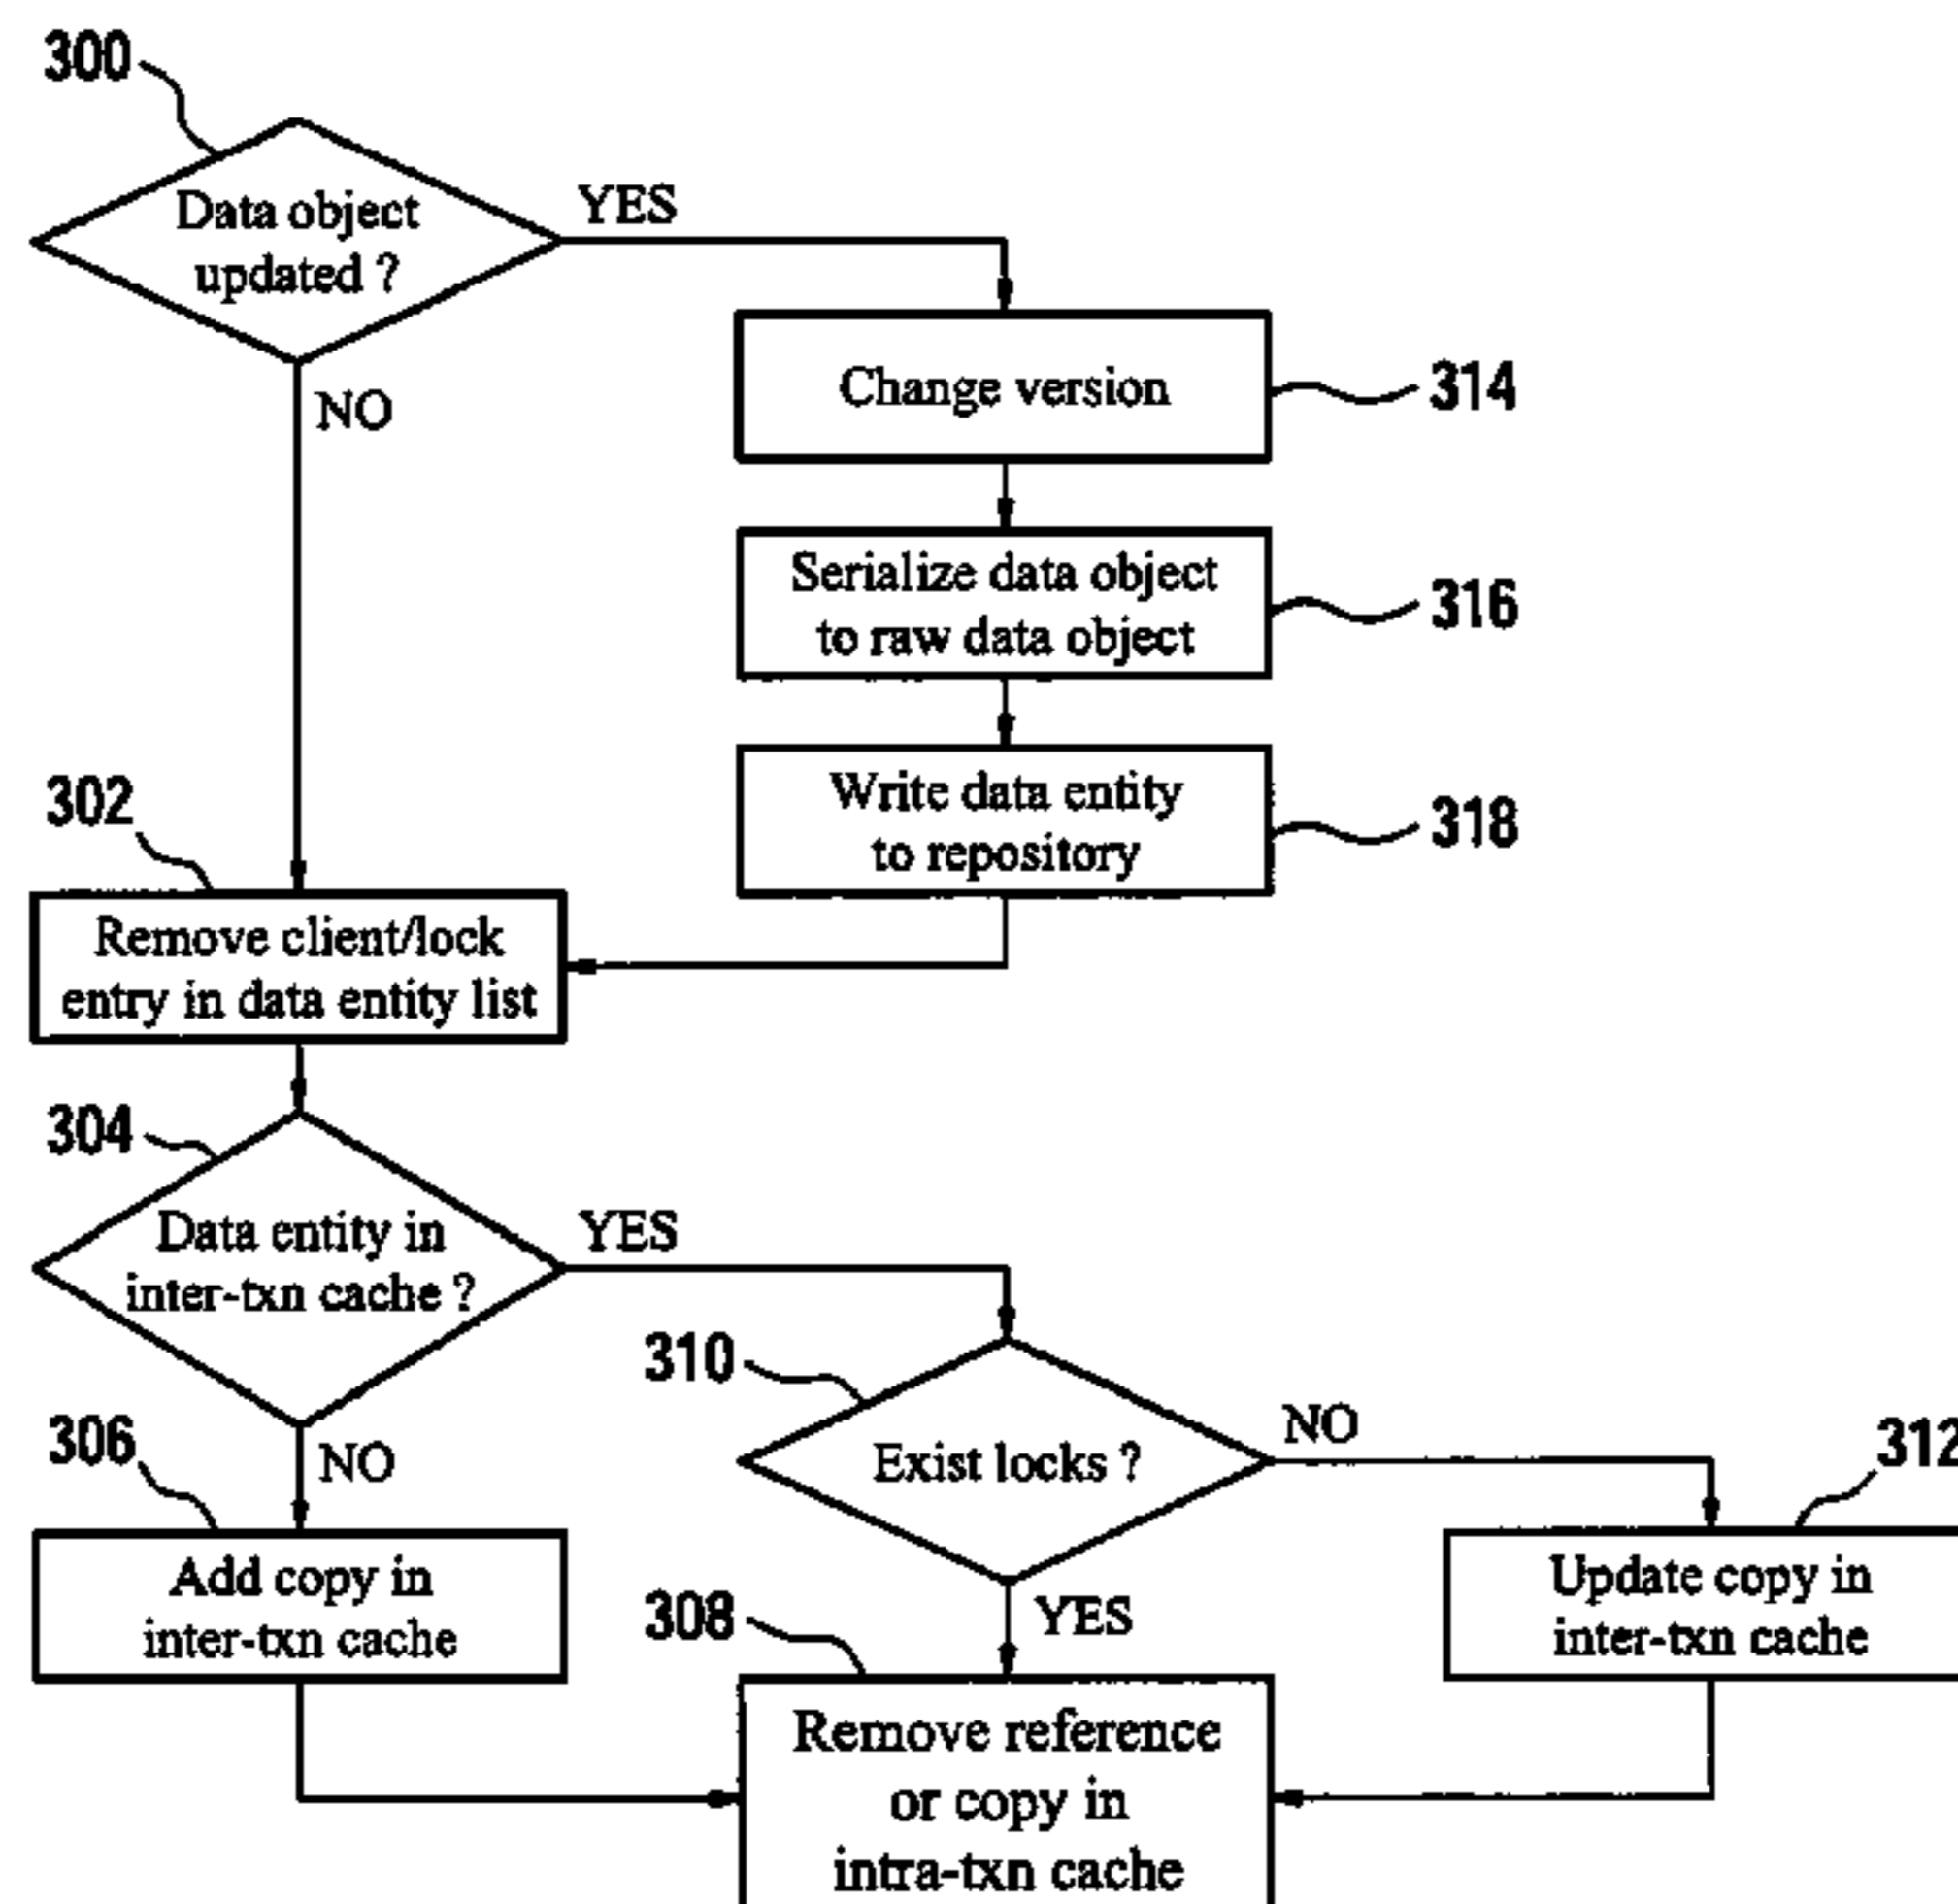 300
Data object
updated ?
YES
NO
Change version
314
Serialize data object
to raw data object
316
Write data entity
to repository
318
302
Remove client/lock
entry in data entity list
304
Data entity in
inter-txn cache ?
YES
NO
310
Exist locks ?
NO
YES
312
306
Add copy in
inter-txn cache
308
Update copy in
inter-txn cache
Remove reference
or copy in
intra-txn cache